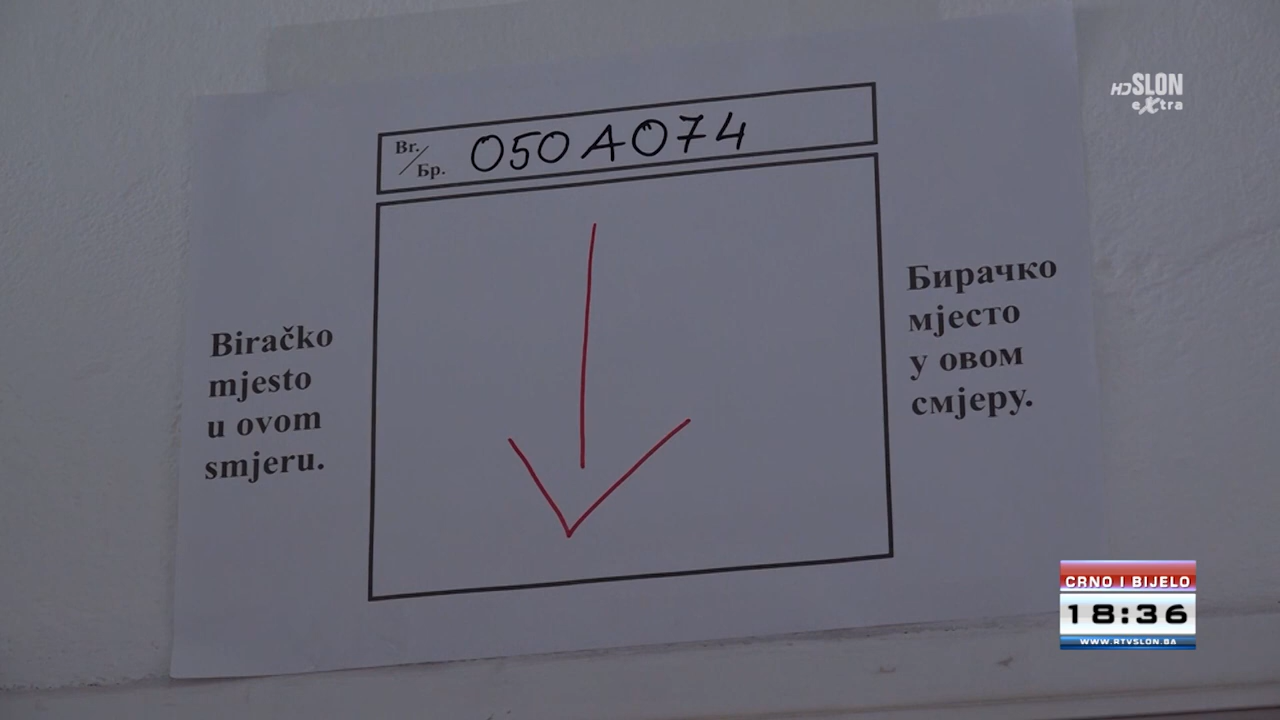 HD SLON
eXtra
Br./Бр. 050A074
Biračko
mjesto
u ovom
smjeru.
Бирачко
мјесто
у овом
смјеру.
CRNO I BIJELO
18:36
WWW.RTVSLON.BA